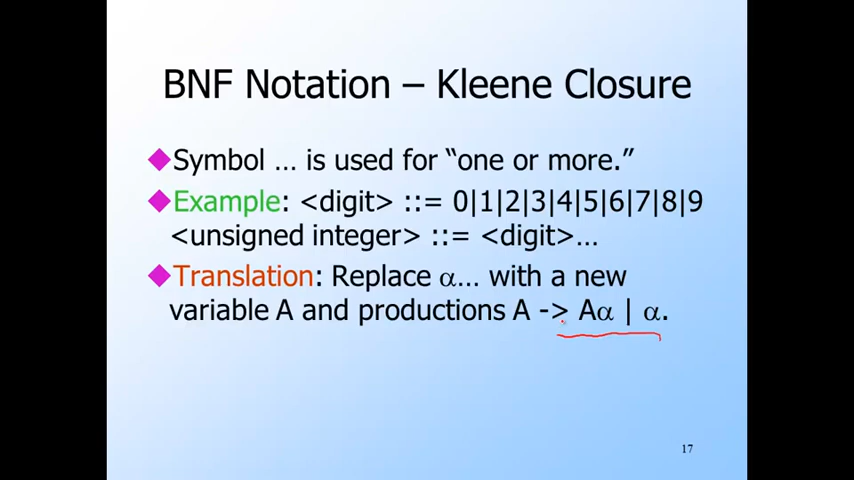 BNF Notation – Kleene Closure
◆Symbol … is used for “one or more.”
◆Example: <digit> ::= 0|1|2|3|4|5|6|7|8|9
<unsigned integer> ::= <digit>…
◆Translation: Replace α… with a new
variable A and productions A -> Aα | α.
17